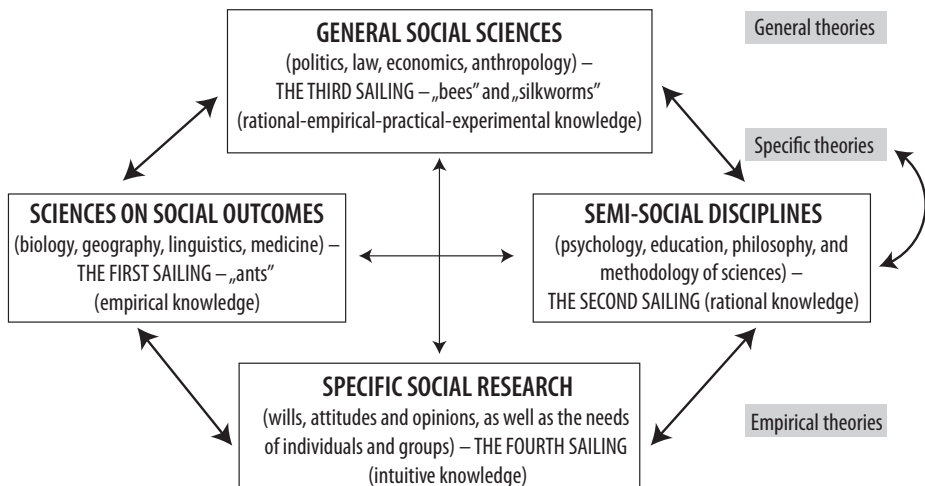 GENERAL SOCIAL SCIENCES
(politics, law, economics, anthropology) –
THE THIRD SAILING – „bees” and „silkworms”
(rational-empirical-practical-experimental knowledge)
General theories
Specific theories
SCIENCES ON SOCIAL OUTCOMES
(biology, geography, linguistics, medicine) –
THE FIRST SAILING – „ants”
(empirical knowledge)
SEMI-SOCIAL DISCIPLINES
(psychology, education, philosophy, and
methodology of sciences) –
THE SECOND SAILING (rational knowledge)
SPECIFIC SOCIAL RESEARCH
(wills, attitudes and opinions, as well as the needs
of individuals and groups) – THE FOURTH SAILING
(intuitive knowledge)
Empirical theories